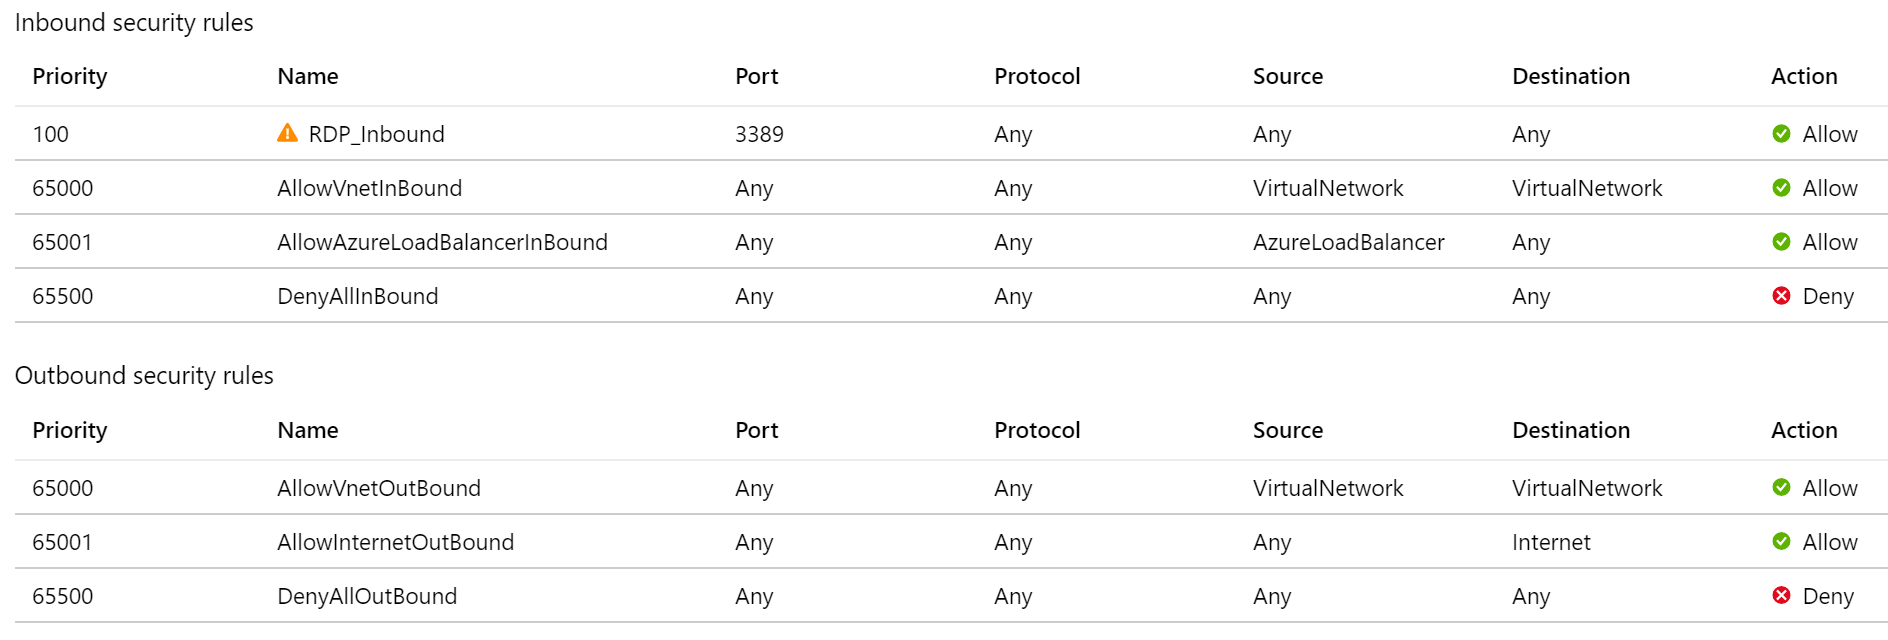 Inbound security rules
Priority Name Port Protocol Source Destination Action
100 RDP_Inbound 3389 Any Any Any Allow
65000 AllowVnetInBound Any Any VirtualNetwork VirtualNetwork Allow
65001 AllowAzureLoadBalancerInBound Any Any AzureLoadBalancer Any Allow
65500 DenyAllInBound Any Any Any Any Deny
Outbound security rules
Priority Name Port Protocol Source Destination Action
65000 AllowVnetOutBound Any Any VirtualNetwork VirtualNetwork Allow
65001 AllowInternetOutBound Any Any Any Internet Allow
65500 DenyAllOutBound Any Any Any Any Deny